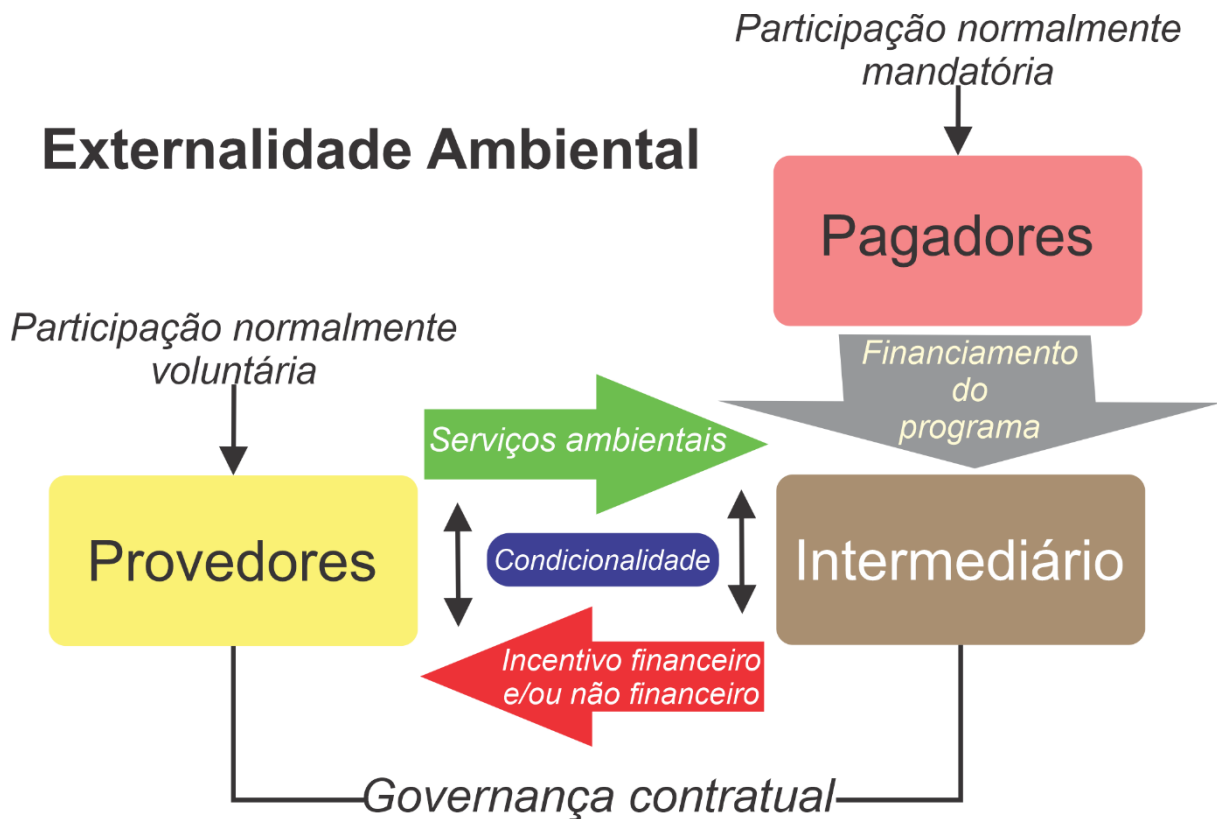 Participação normalmente
mandatória
Externalidade Ambiental
Pagadores
Participação normalmente
voluntária
Financiamento
do
programa
Serviços ambientais
Provedores
Condicionalidade
Intermediário
Incentivo financeiro
e/ou não financeiro
Governança contratual